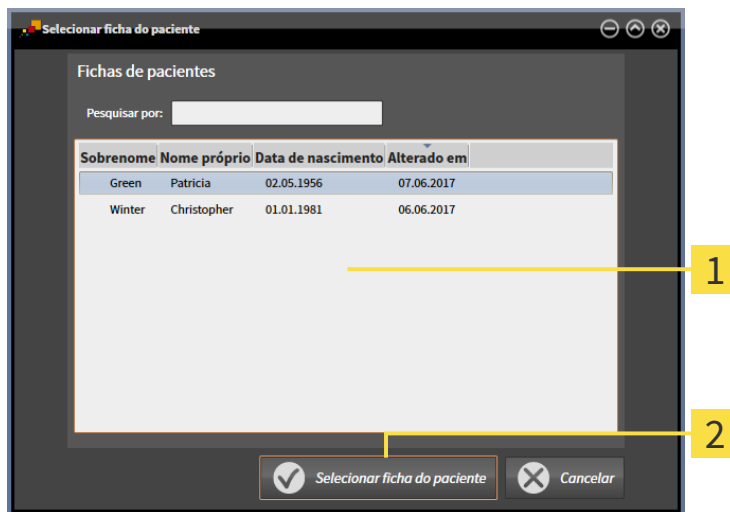 Selecionar ficha do paciente
Fichas de pacientes
Pesquisar por:
Sobrenome Nome próprio Data de nascimento Alterado em
Green Patricia 02.05.1956 07.06.2017
Winter Christopher 01.01.1981 06.06.2017
1
2
Selecionar ficha do paciente Cancelar